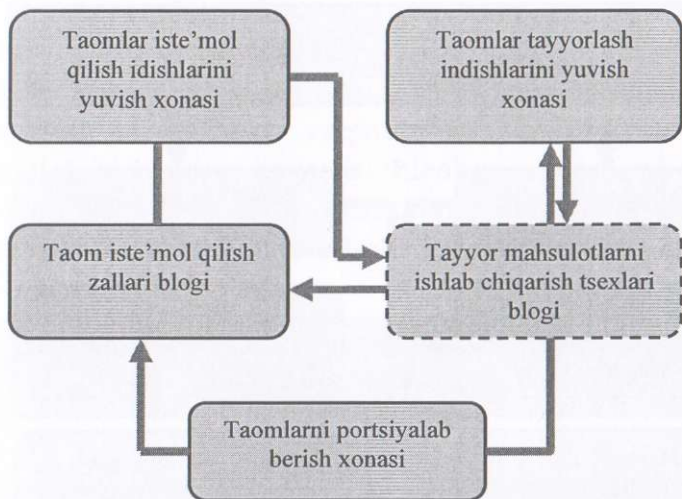 Taomlar iste'mol
qilish idishlarini
yuvish xonasi
Taomlar tayyorlash
indishlarini yuvish
xonasi
Taom iste'mol qilish
zallari blogi
Tayyor mahsulotlarni
ishlab chiqarish tsexlari
blogi
Taomlarni portsiyalab
berish xonasi